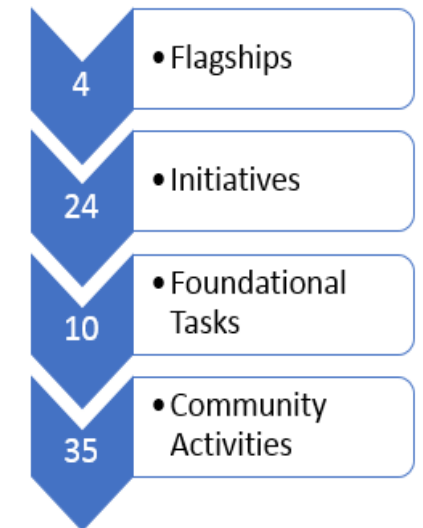 4
• Flagships
24
• Initiatives
10
• Foundational
Tasks
35
• Community
Activities